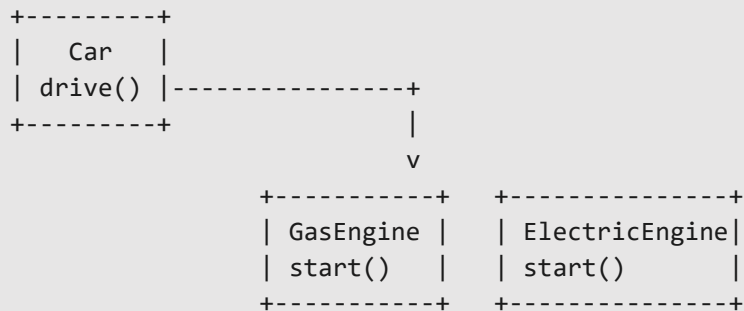 Car
drive()
GasEngine
start()
ElectricEngine
start()